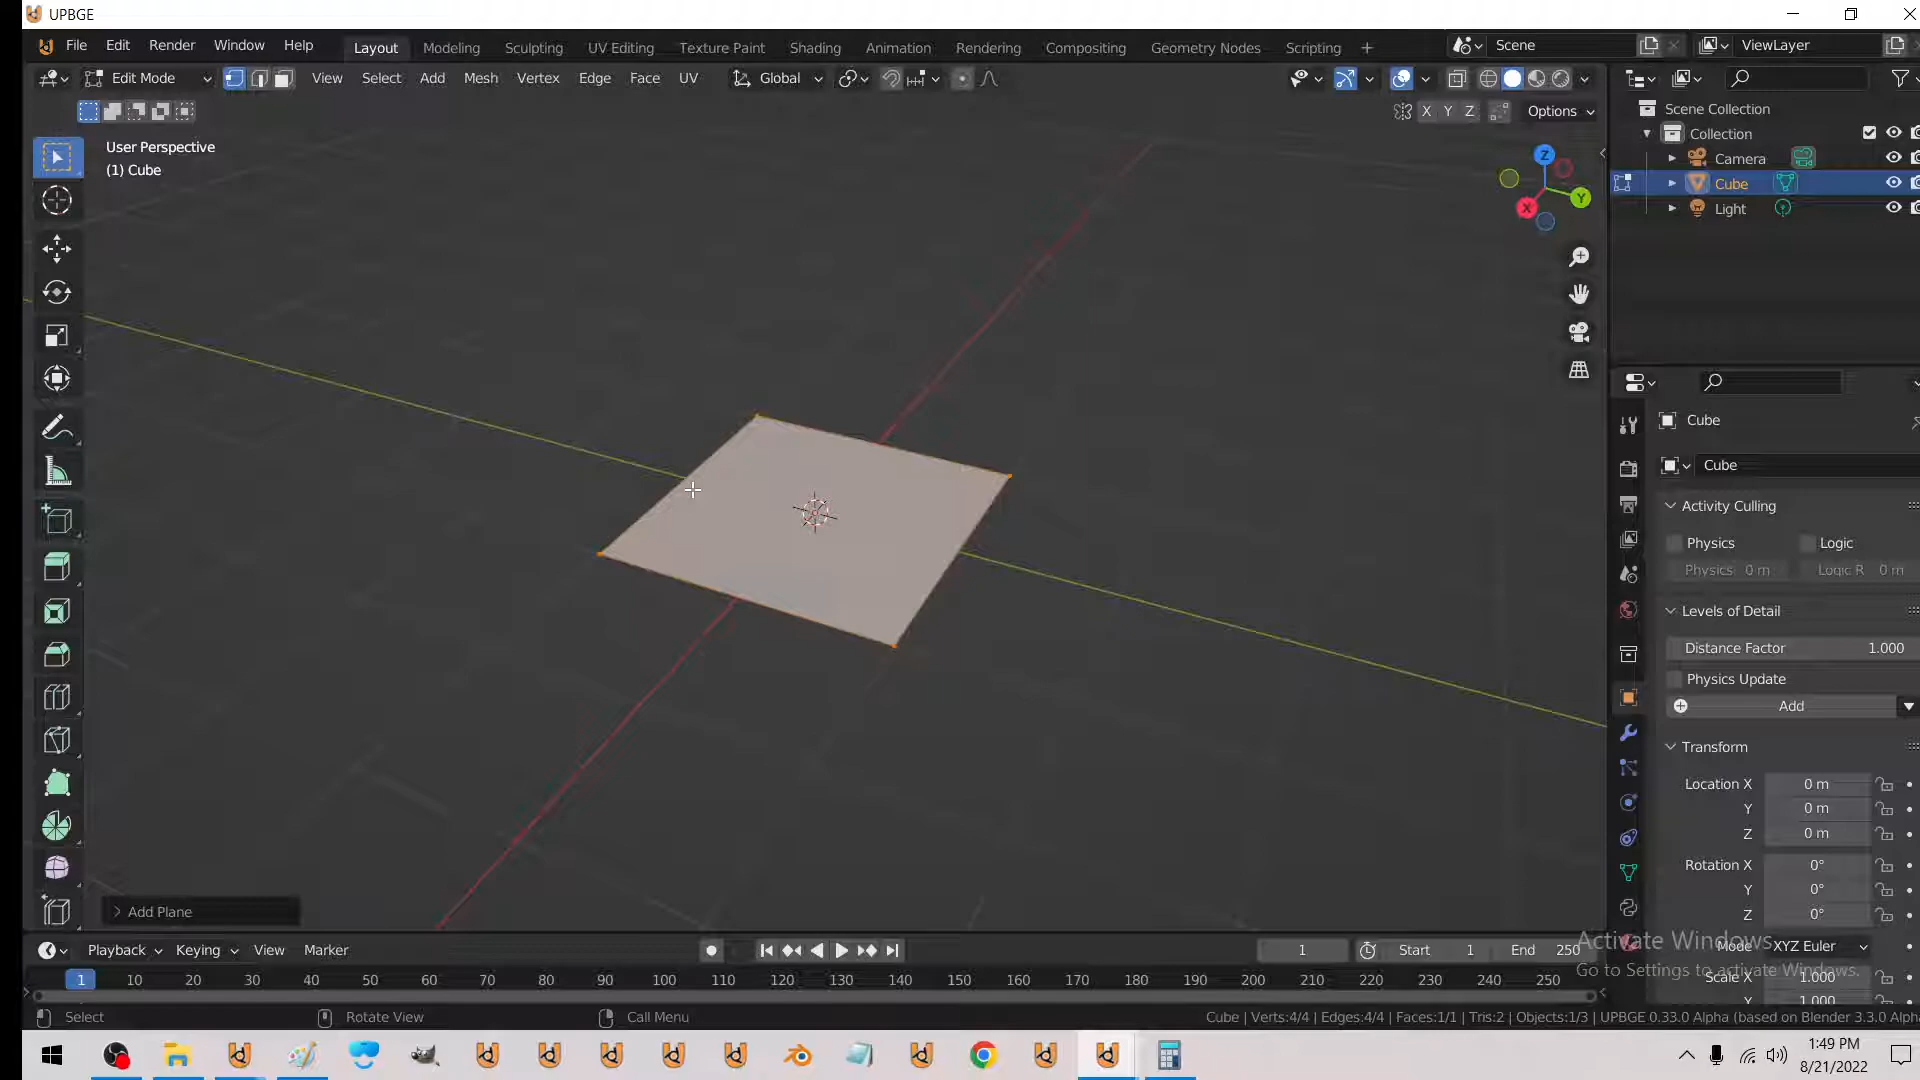 UPBGE
File Edit Render Window Help Layout Modeling Sculpting UV Editing Texture Paint Shading Animation Rendering Compositing Geometry Nodes Scripting + Scene ViewLayer
Edit Mode View Select Add Mesh Vertex Edge Face UV Global
X Y Z Options
User Perspective
(1) Cube
Z
Y
X
Scene Collection
Collection
Camera
Cube
Light
Cube
Cube
Activity Culling
Physics Logic
Physics 0 m Logic R 0 m
Levels of Detail
Distance Factor 1.000
Physics Update
Add
Transform
Location X 0 m
Y 0 m
Z 0 m
Rotation X 0°
Y 0°
Z 0°
Mode XYZ Euler
Scale X 1.000
Y 1.000
Activate Windows
Go to Settings to activate Windows.
Add Plane
Playback Keying View Marker 1 Start 1 End 250
1 10 20 30 40 50 60 70 80 90 100 110 120 130 140 150 160 170 180 190 200 210 220 230 240 250
Select Rotate View Call Menu Cube | Verts:4/4 | Edges:4/4 | Faces:1/1 | Tris:2 | Objects:1/3 | UPBGE 0.33.0 Alpha (based on Blender 3.3.0 Alph
1:49 PM
8/21/2022